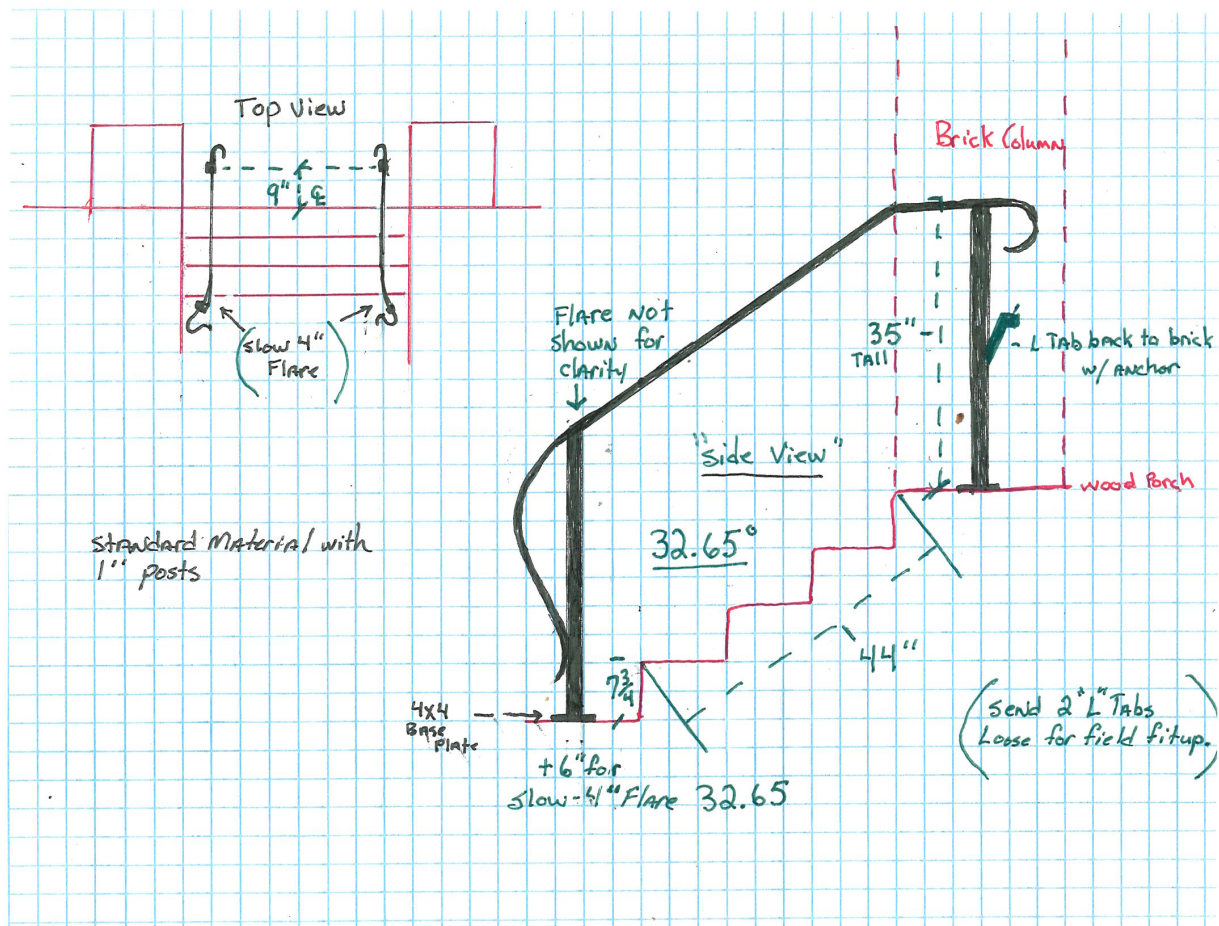 Top View
9" ℄
(Slow 4"
Flare)
Brick Column
Flare Not
shown for
clarity
35"
TAll
L TAb back to brick
w/ Anchor
"Side View"
wood Porch
Standard Material with
1" posts
32.65°
44"
7 3/4
4x4
Base
Plate
+ 6" for
Slow-4" Flare 32.65
(Send 2 "L" Tabs
Loose for field fitup.)